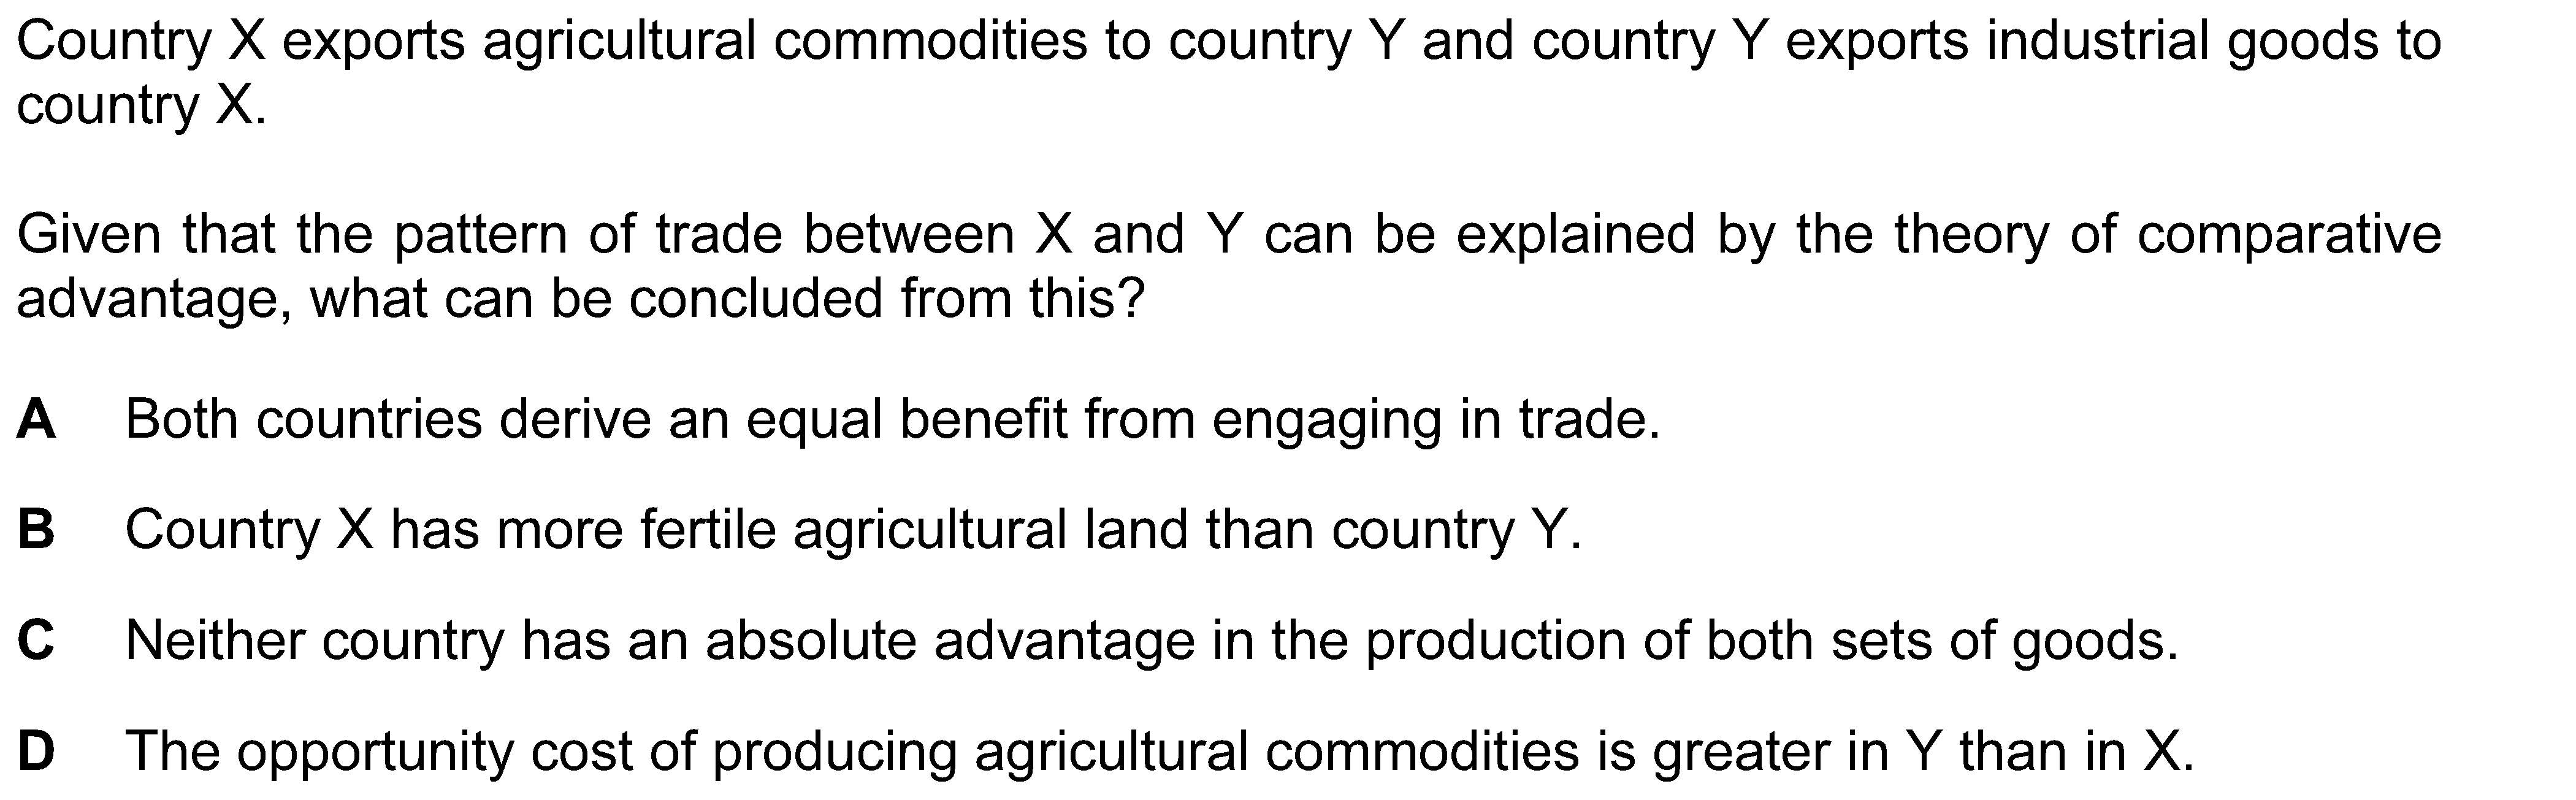 Country X exports agricultural commodities to country Y and country Y exports industrial goods to
country X.
Given that the pattern of trade between X and Y can be explained by the theory of comparative
advantage, what can be concluded from this?
A Both countries derive an equal benefit from engaging in trade.
B Country X has more fertile agricultural land than country Y.
C Neither country has an absolute advantage in the production of both sets of goods.
D The opportunity cost of producing agricultural commodities is greater in Y than in X.